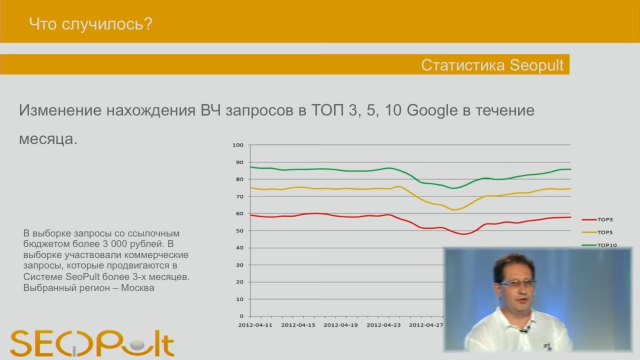 Что случилось?
Статистика Seopult
Изменение нахождения ВЧ запросов в ТОП 3, 5, 10 Google в течение
месяца.
100
90
80
70
60
50
40
30
20
10
0
2012-04-11 2012-04-15 2012-04-19 2012-04-23 2012-04-27
TOP3
TOP5
TOP10
В выборке запросы со ссылочным
бюджетом более 3 000 рублей. В
выборке участвовали коммерческие
запросы, которые продвигаются в
Системе SeoPult более 3-х месяцев.
Выбранный регион – Москва
SEOPult